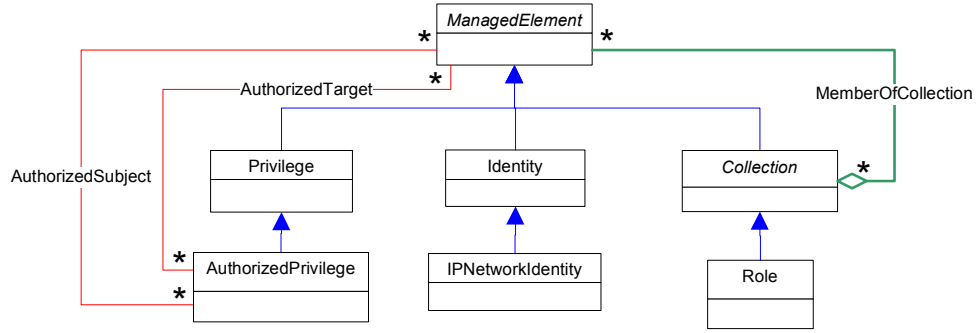 ManagedElement
*
*
*
AuthorizedTarget
MemberOfCollection
Privilege
Identity
Collection
*
AuthorizedSubject
*
AuthorizedPrivilege
IPNetworkIdentity
Role
*